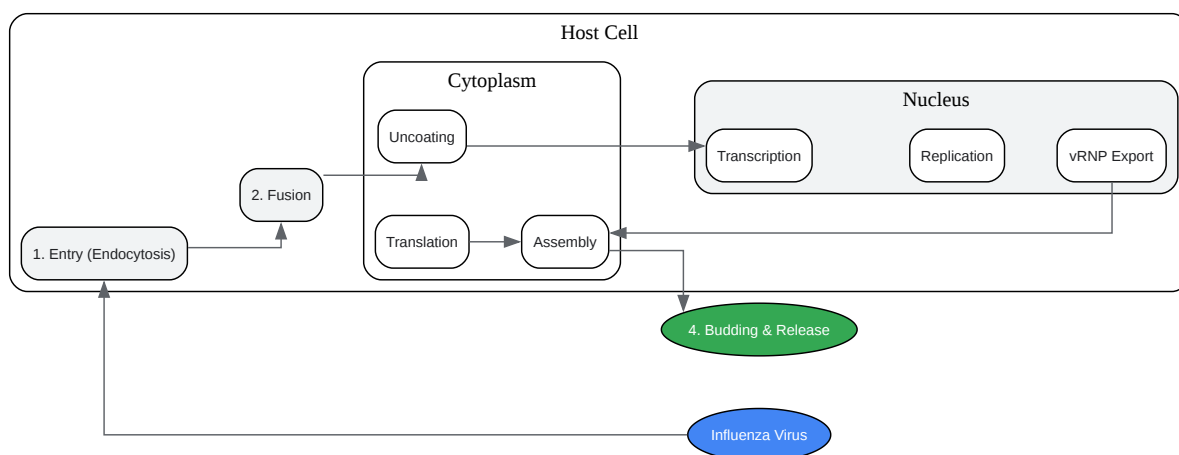 Host Cell
Cytoplasm
Nucleus
Uncoating
Transcription
Replication
vRNP Export
2. Fusion
1. Entry (Endocytosis)
Translation
Assembly
4. Budding & Release
Influenza Virus